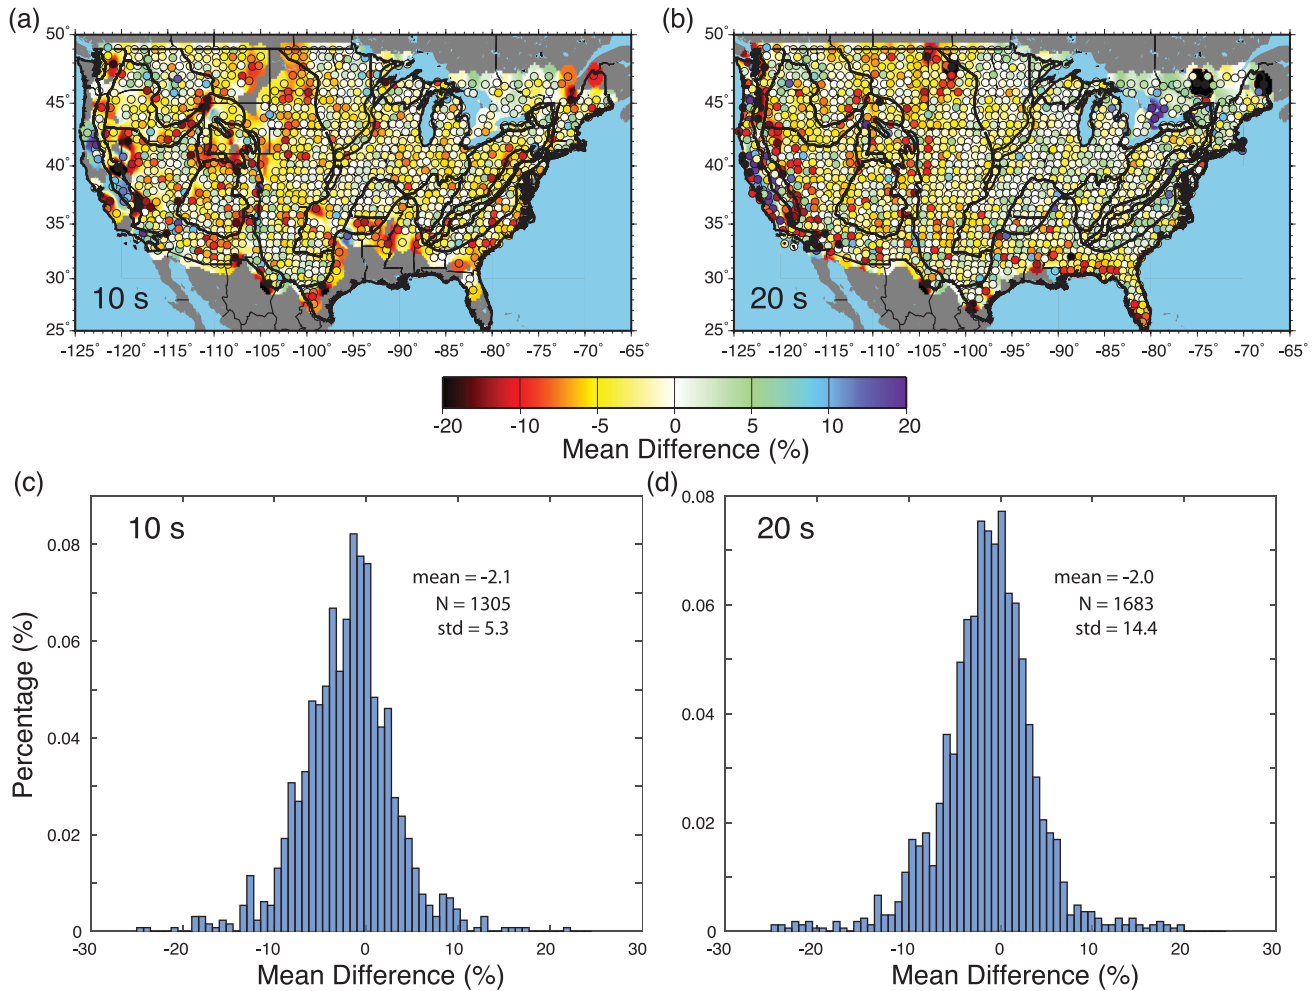 (a)
50°
45°
40°
35°
30°
25°
10 s
-125 -120 -115 -110 -105 -100 -95 -90 -85 -80 -75 -70 -65
(b)
50°
45°
40°
35°
30°
25°
20 s
-125 -120 -115 -110 -105 -100 -95 -90 -85 -80 -75 -70 -65
-20 -10 -5 0 5 10 20
Mean Difference (%)
(c)
10 s
mean = -2.1
N = 1305
std = 5.3
0.08
0.06
0.04
0.02
0
Percentage (%)
-30 -20 -10 0 10 20 30
Mean Difference (%)
(d)
20 s
mean = -2.0
N = 1683
std = 14.4
0.08
0.06
0.04
0.02
0
-30 -20 -10 0 10 20 30
Mean Difference (%)